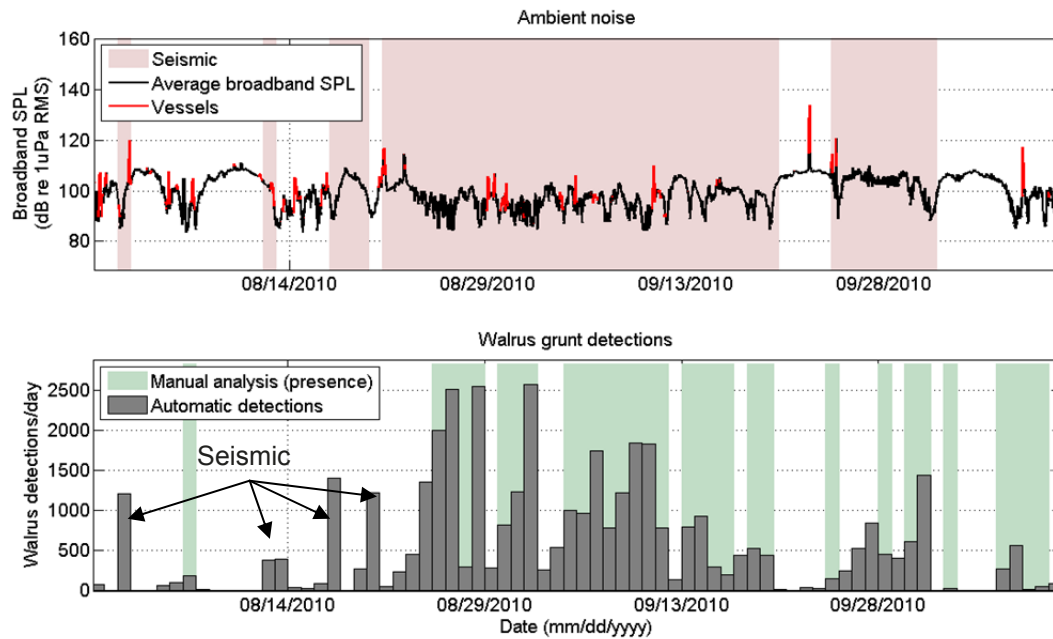 Ambient noise
160
140
120
100
80
Broadband SPL
(dB re 1uPa RMS)
Seismic
Average broadband SPL
Vessels
08/14/2010
08/29/2010
09/13/2010
09/28/2010
Walrus grunt detections
2500
2000
1500
1000
500
0
Walrus detections/day
Manual analysis (presence)
Automatic detections
Seismic
08/14/2010
08/29/2010
09/13/2010
09/28/2010
Date (mm/dd/yyyy)